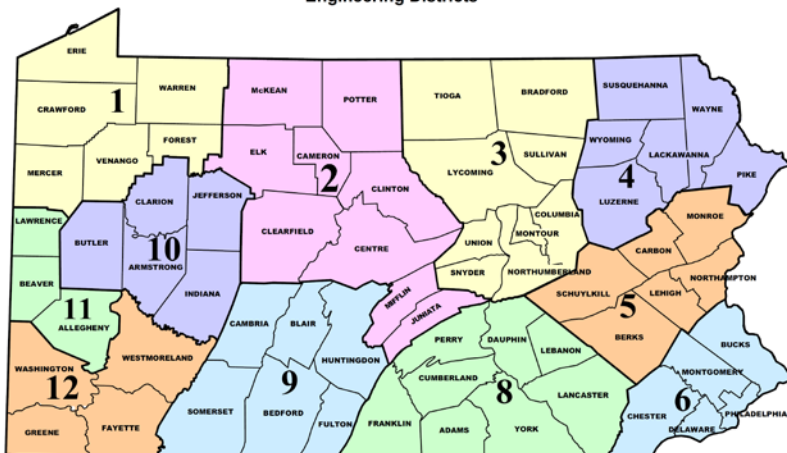 Engineering Districts
ERIE
WARREN
McKEAN
POTTER
TIOGA
BRADFORD
SUSQUEHANNA
WAYNE
CRAWFORD
1
FOREST
ELK
CAMERON
2
LYCOMING
3
SULLIVAN
WYOMING
LACKAWANNA
4
PIKE
MERCER
VENANGO
CLARION
JEFFERSON
CLINTON
LUZERNE
COLUMBIA
MONROE
LAWRENCE
BUTLER
10
CLEARFIELD
CENTRE
UNION
MONTOUR
CARBON
ARMSTRONG
SNYDER
NORTHUMBERLAND
NORTHAMPTON
BEAVER
INDIANA
MIFFLIN
JUNIATA
SCHUYLKILL
5
LEHIGH
11
ALLEGHENY
CAMBRIA
BLAIR
HUNTINGDON
PERRY
DAUPHIN
LEBANON
BERKS
BUCKS
WESTMORELAND
WASHINGTON
12
9
CUMBERLAND
8
LANCASTER
MONTGOMERY
6
SOMERSET
BEDFORD
FULTON
FRANKLIN
ADAMS
YORK
CHESTER
DELAWARE
PHILADELPHIA
GREENE
FAYETTE